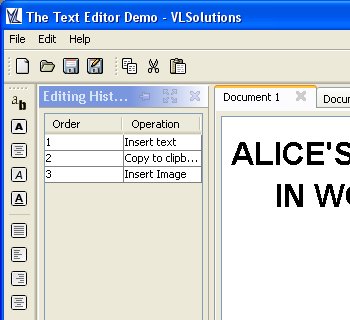 The Text Editor Demo - VLSolutions
File Edit Help
Editing Hist...
Document 1
Docum
Order Operation
1 Insert text
2 Copy to clipb...
3 Insert Image
ALICE'S
IN WO
ab
A
A
A